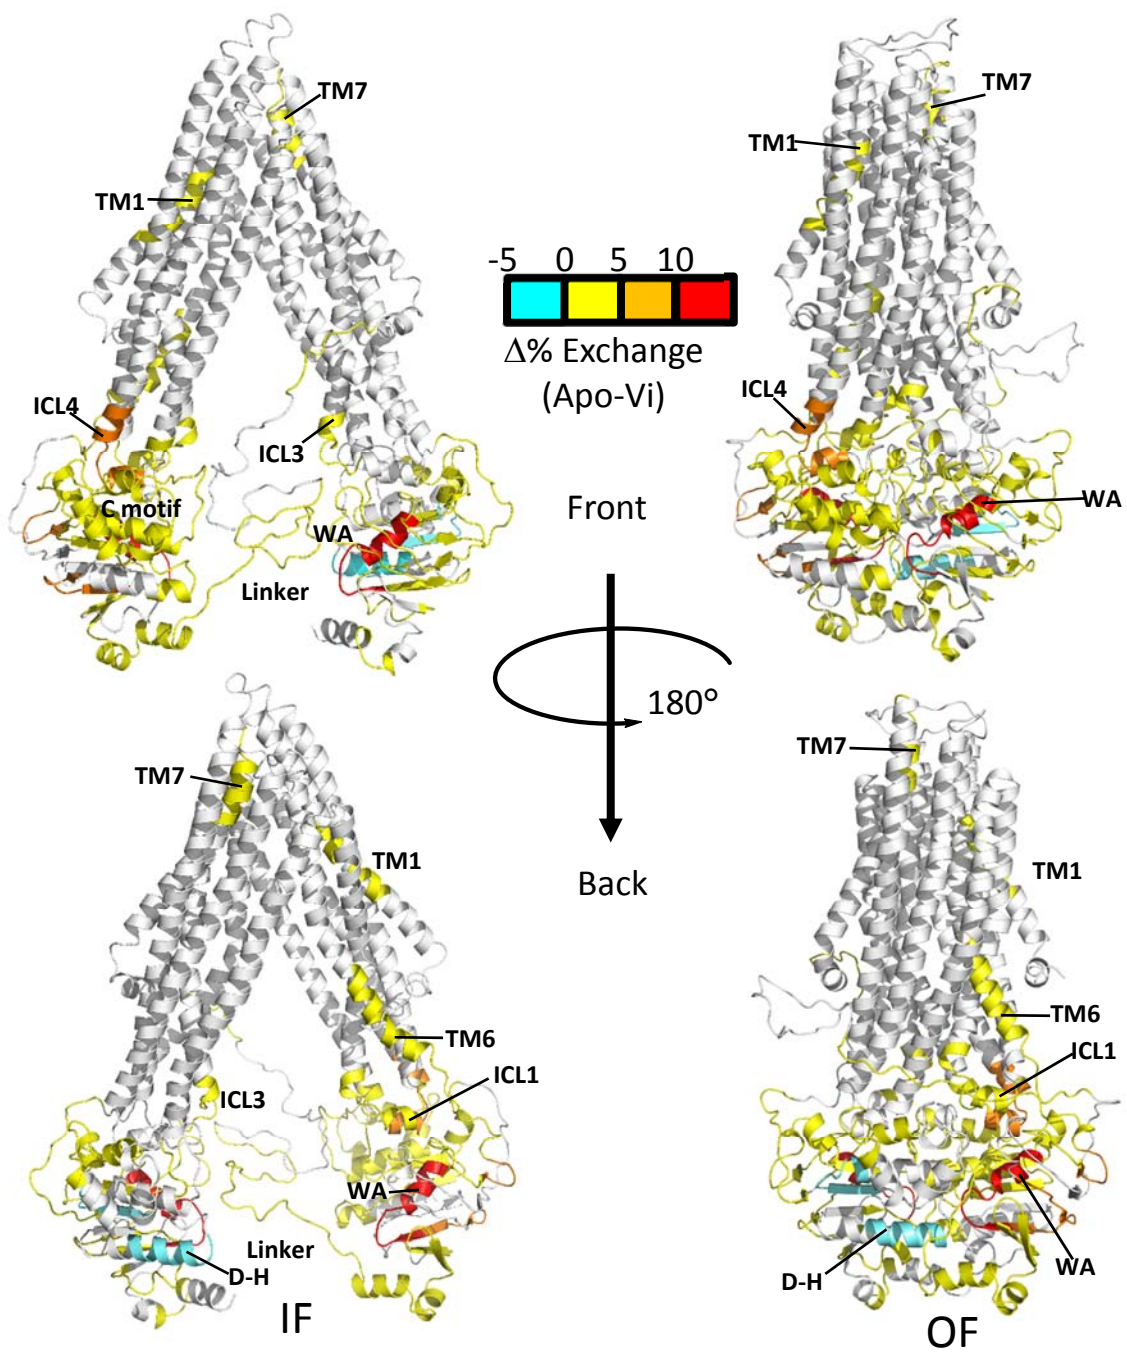 TM7
TM1
ICL4
C motif
ICL3
WA
Linker
-5 0 5 10
Δ% Exchange
(Apo-Vi)
TM7
TM1
ICL4
WA
Front
180°
Back
TM7
TM1
TM6
ICL1
ICL3
WA
Linker
D-H
IF
TM7
TM1
TM6
ICL1
D-H
WA
OF